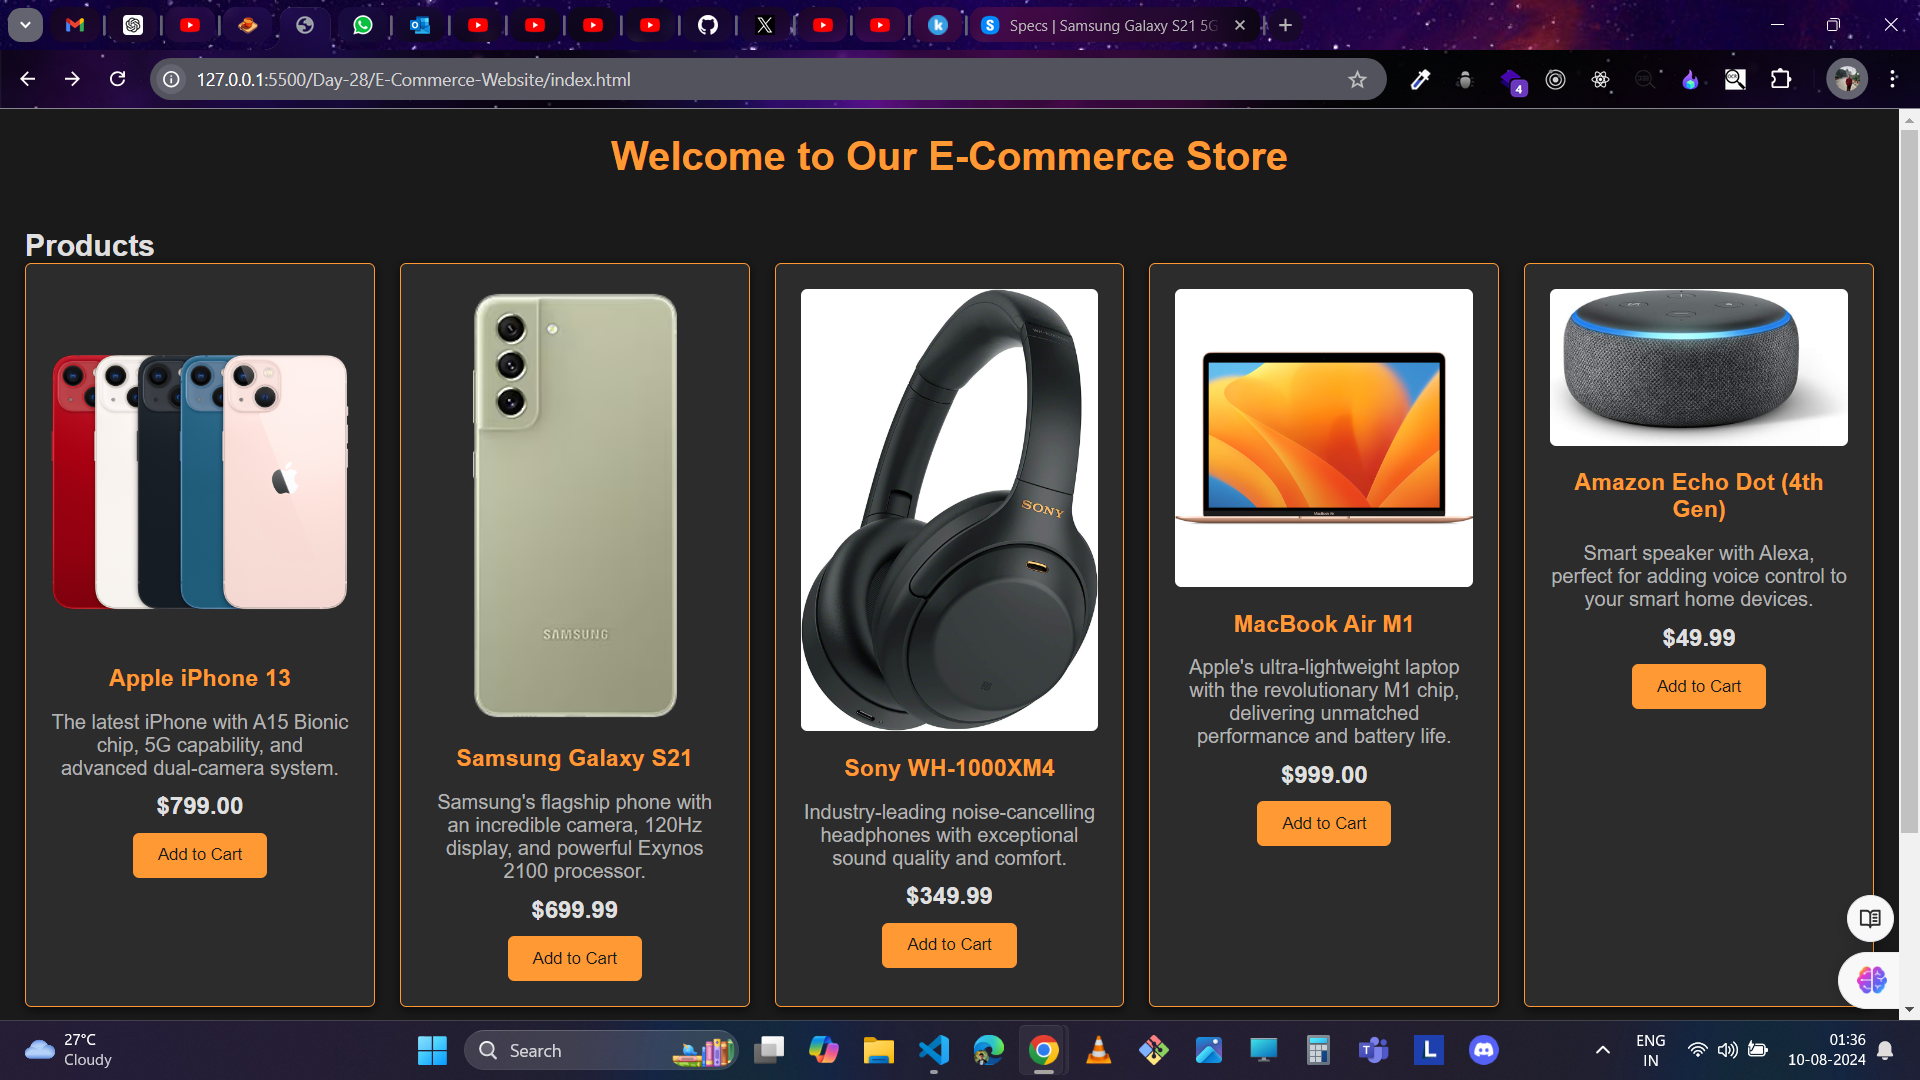 Specs | Samsung Galaxy S21 5G
127.0.0.1:5500/Day-28/E-Commerce-Website/index.html
4
Welcome to Our E-Commerce Store
Products
Apple iPhone 13
The latest iPhone with A15 Bionic
chip, 5G capability, and
advanced dual-camera system.
$799.00
Add to Cart
SAMSUNG
Samsung Galaxy S21
Samsung's flagship phone with
an incredible camera, 120Hz
display, and powerful Exynos
2100 processor.
$699.99
Add to Cart
SONY
Sony WH-1000XM4
Industry-leading noise-cancelling
headphones with exceptional
sound quality and comfort.
$349.99
Add to Cart
MacBook Air
MacBook Air M1
Apple's ultra-lightweight laptop
with the revolutionary M1 chip,
delivering unmatched
performance and battery life.
$999.00
Add to Cart
Amazon Echo Dot (4th
Gen)
Smart speaker with Alexa,
perfect for adding voice control to
your smart home devices.
$49.99
Add to Cart
27°C
Cloudy
Search
ENG
IN
01:36
10-08-2024